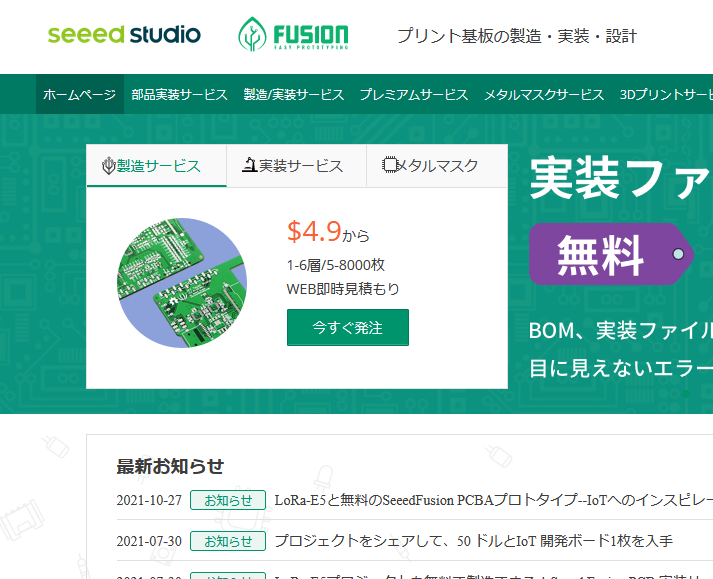 seeed studio
FUSION
EASY PROTOTYPING
プリント基板の製造・実装・設計
ホームページ 部品実装サービス 製造/実装サービス プレミアムサービス メタルマスクサービス 3Dプリントサー
製造サービス 実装サービス メタルマスク
$4.9から
1-6層/5-8000枚
WEB即時見積もり
今すぐ発注
実装ファ
無料
BOM、実装ファイル
目に見えないエラー
最新お知らせ
2021-10-27 お知らせ LoRa-E5と無料のSeeedFusion PCBAプロトタイプ--IoTへのインスピレー
2021-07-30 お知らせ プロジェクトをシェアして、50 ドルとIoT 開発ボード1枚を入手